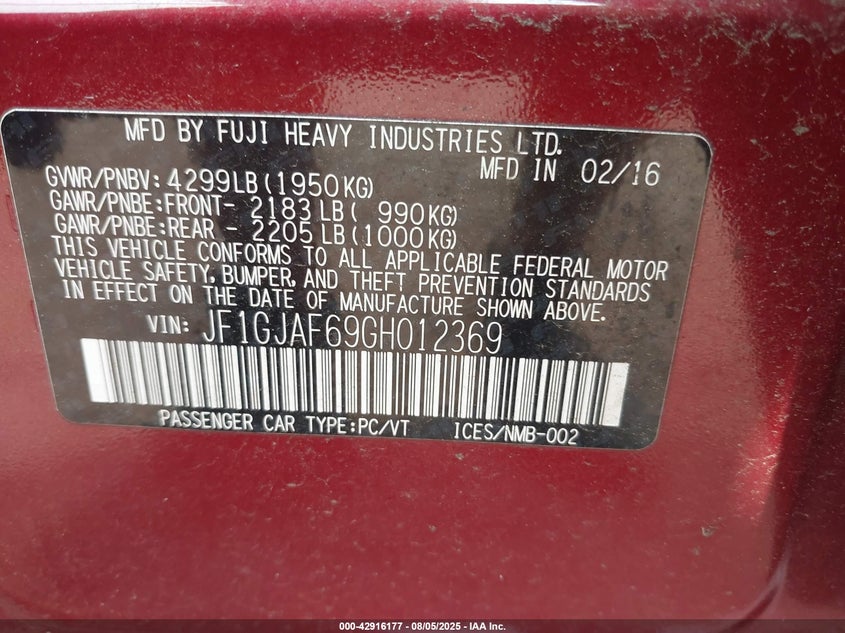 MFD BY FUJI HEAVY INDUSTRIES LTD.
MFD IN 02/16
GVWR/PNBV: 4299LB(1950KG)
GAWR/PNBE:FRONT- 2183LB( 990KG)
GAWR/PNBE:REAR - 2205LB(1000KG)
THIS VEHICLE CONFORMS TO ALL APPLICABLE FEDERAL MOTOR
VEHICLE SAFETY, BUMPER, AND THEFT PREVENTION STANDARDS
IN EFFECT ON THE DATE OF MANUFACTURE SHOWN ABOVE.
VIN: JF1GJAF69GH012369
PASSENGER CAR TYPE:PC/VT ICES/NMB-002
000-42916177 - 08/05/2025 - IAA Inc.